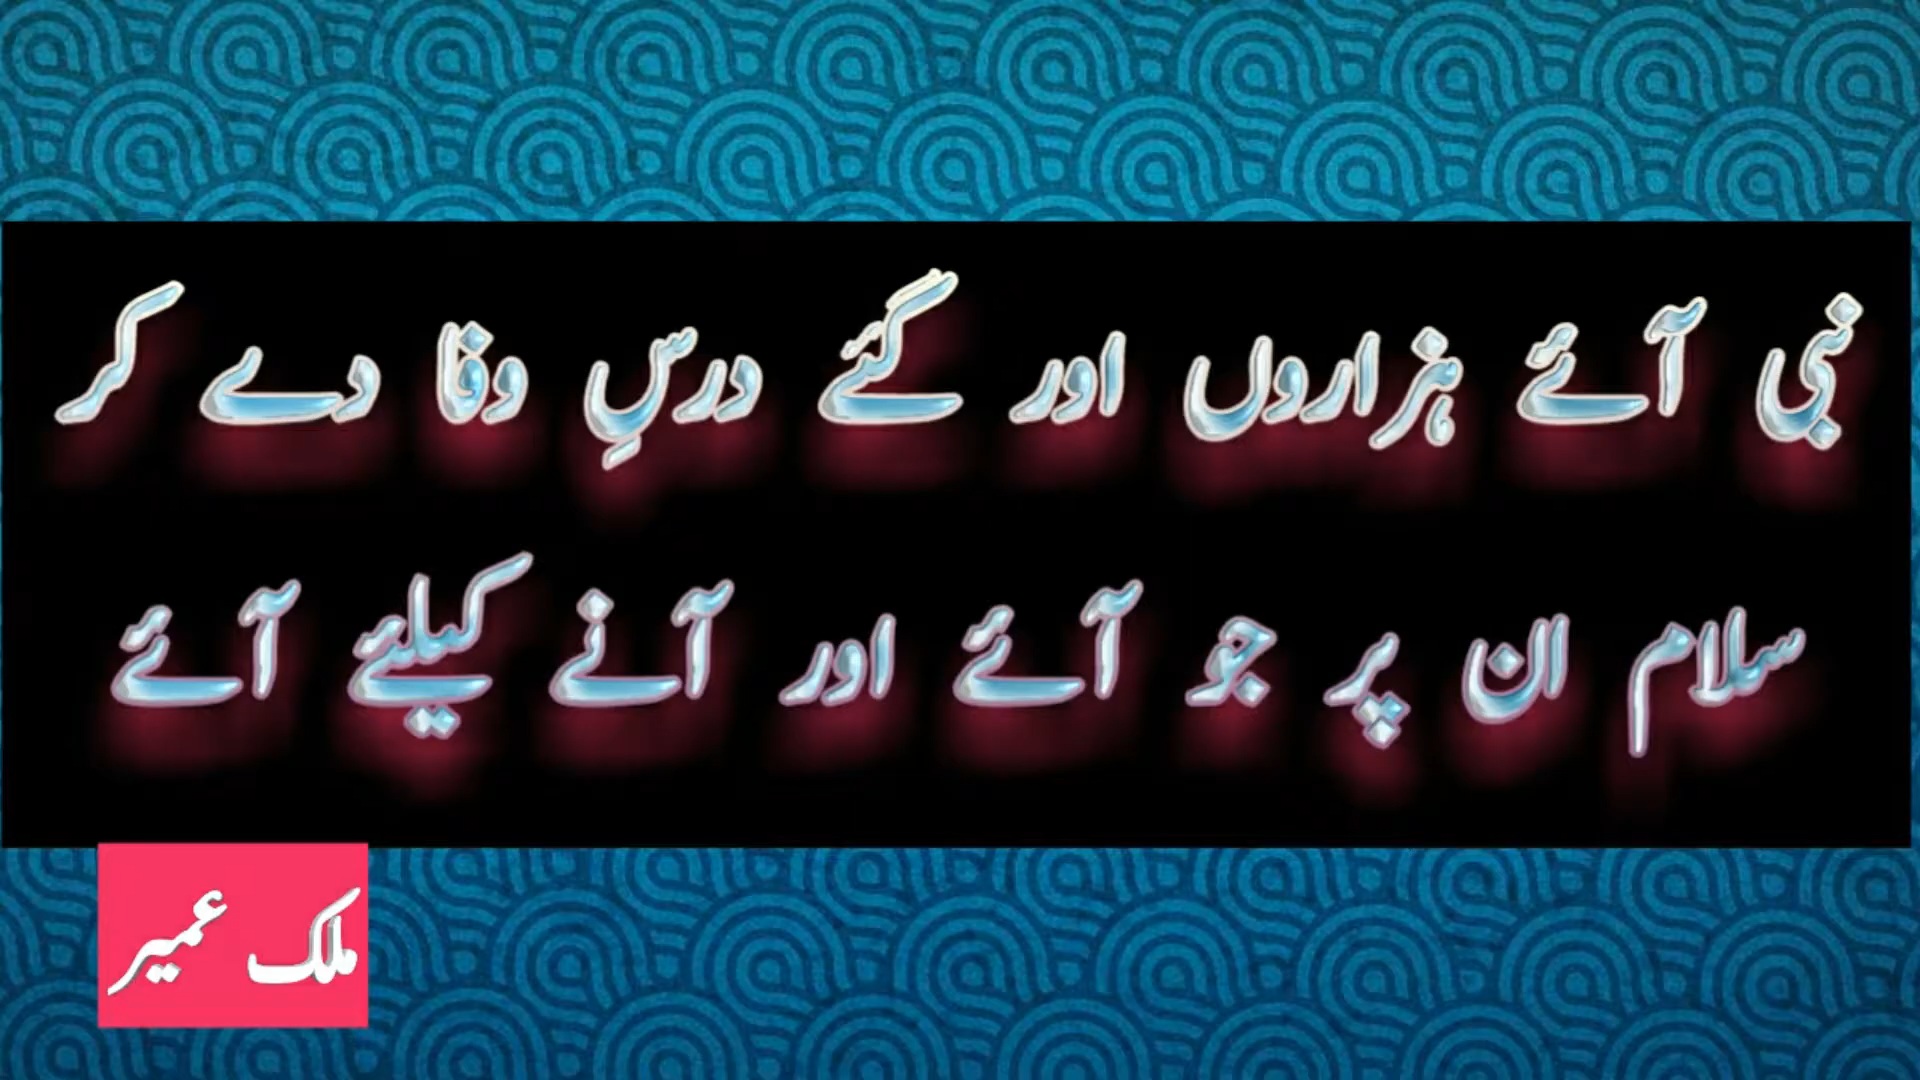 نبی آئے ہزاروں اور گئے درسِ وفا دے کر
سلام ان پر جو آئے اور آنے کیلئے آئے
ملک عمیر